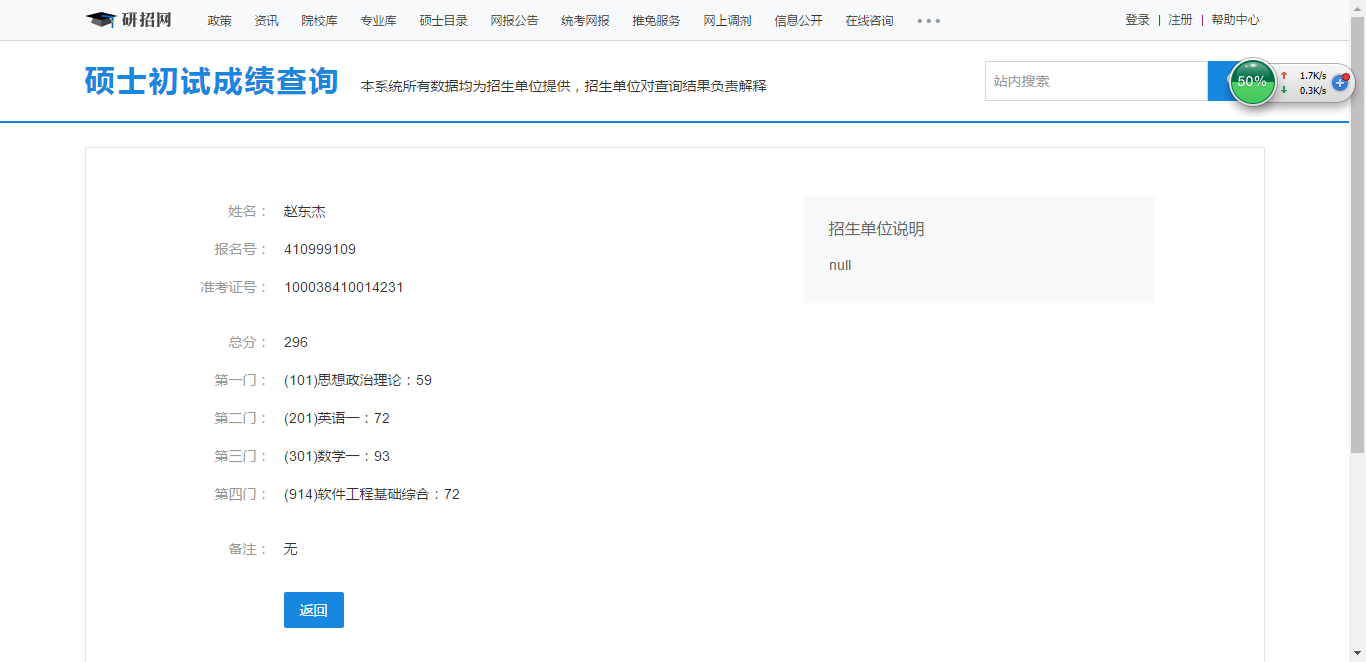 研招网 政策 资讯 院校库 专业库 硕士目录 网报公告 统考网报 推免服务 网上调剂 信息公开 在线咨询 ••• 登录 | 注册 | 帮助中心
硕士初试成绩查询 本系统所有数据均为招生单位提供，招生单位对查询结果负责解释 站内搜索
50% ↑ 1.7K/s
↓ 0.3K/s
姓名： 赵东杰
报名号： 410999109
准考证号： 100038410014231
总分： 296
第一门： (101)思想政治理论：59
第二门： (201)英语一：72
第三门： (301)数学一：93
第四门： (914)软件工程基础综合：72
备注： 无
返回
招生单位说明
null